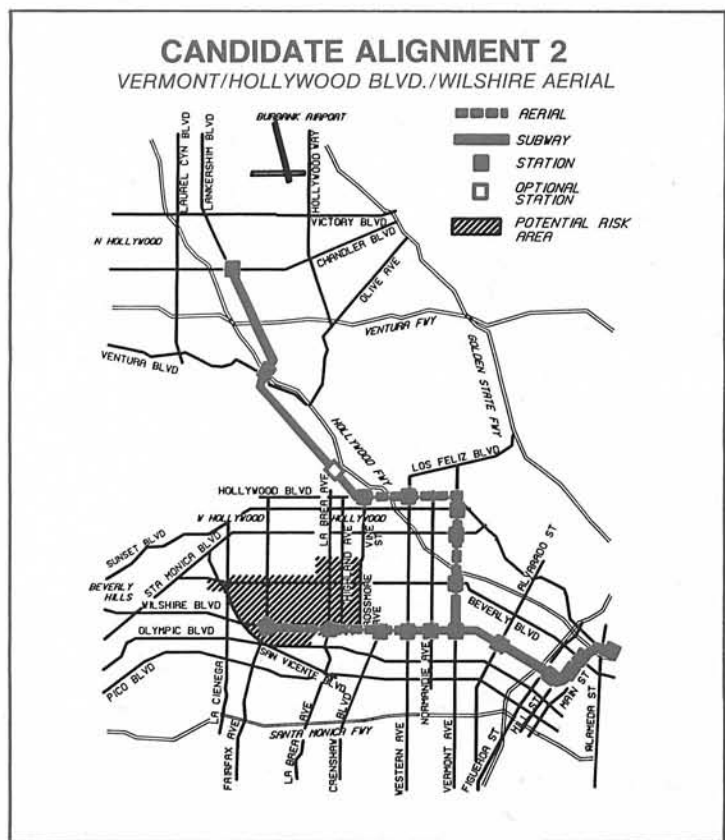 CANDIDATE ALIGNMENT 2
VERMONT/HOLLYWOOD BLVD./WILSHIRE AERIAL
BURBANK AIRPORT
AERIAL
SUBWAY
STATION
OPTIONAL
STATION
POTENTIAL RISK
AREA
LAUREL CYN BLVD
LANKERSHIM BLVD
HOLLYWOOD WAY
VICTORY BLVD
N HOLLYWOOD
CHANDLER BLVD
OLIVE AVE
VENTURA FWY
VENTURA BLVD
GOLDEN STATE FWY
HOLLYWOOD FWY
LOS FELIZ BLVD
HOLLYWOOD BLVD
LA BREA AVE
W HOLLYWOOD
HOLLYWOOD
HIGHLAND AVE
VINE ST
SUNSET BLVD
STA MONICA BLVD
ALVARADO ST
BEVERLY
HILLS
WILSHIRE BLVD
ROSSMORE
AVE
BEVERLY BLVD
OLYMPIC BLVD
SAN VICENTE BLVD
PICO BLVD
LA CIENEGA
NORMANDIE AVE
MAIN ST
HILL ST
ALAMEDA ST
SANTA MONICA FWY
FAIRFAX AVE
LA BREA AVE
CRENSHAW BLVD
WESTERN AVE
VERMONT AVE
FIGUEROA ST